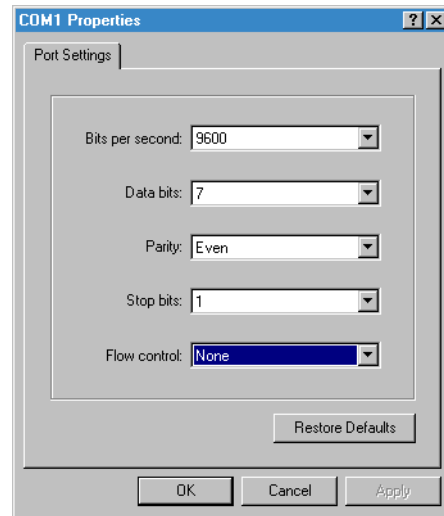 COM1 Properties
Port Settings
Bits per second: 9600
Data bits: 7
Parity: Even
Stop bits: 1
Flow control: None
Restore Defaults
OK Cancel Apply